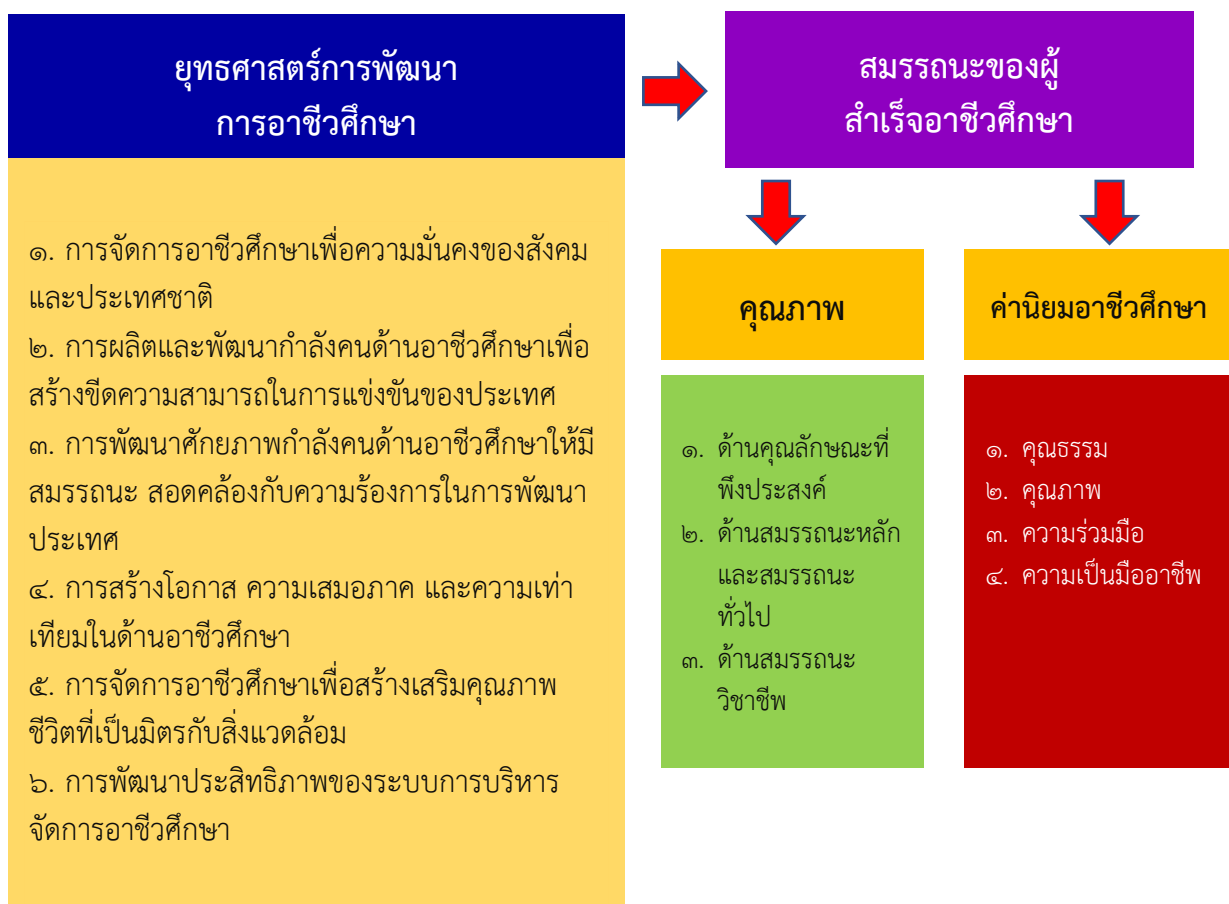 ยุทธศาสตร์การพัฒนา
การอาชีวศึกษา
๑. การจัดการอาชีวศึกษาเพื่อความมั่นคงของสังคม
และประเทศชาติ
๒. การผลิตและพัฒนากำลังคนด้านอาชีวศึกษาเพื่อ
สร้างขีดความสามารถในการแข่งขันของประเทศ
๓. การพัฒนาศักยภาพกำลังคนด้านอาชีวศึกษาให้มี
สมรรถนะ สอดคล้องกับความร้องการในการพัฒนา
ประเทศ
๔. การสร้างโอกาส ความเสมอภาค และความเท่า
เทียมในด้านอาชีวศึกษา
๕. การจัดการอาชีวศึกษาเพื่อสร้างเสริมคุณภาพ
ชีวิตที่เป็นมิตรกับสิ่งแวดล้อม
๖. การพัฒนาประสิทธิภาพของระบบการบริหาร
จัดการอาชีวศึกษา
สมรรถนะของผู้
สำเร็จอาชีวศึกษา
คุณภาพ
๑. ด้านคุณลักษณะที่
พึงประสงค์
๒. ด้านสมรรถนะหลัก
และสมรรถนะ
ทั่วไป
๓. ด้านสมรรถนะ
วิชาชีพ
ค่านิยมอาชีวศึกษา
๑. คุณธรรม
๒. คุณภาพ
๓. ความร่วมมือ
๔. ความเป็นมืออาชีพ